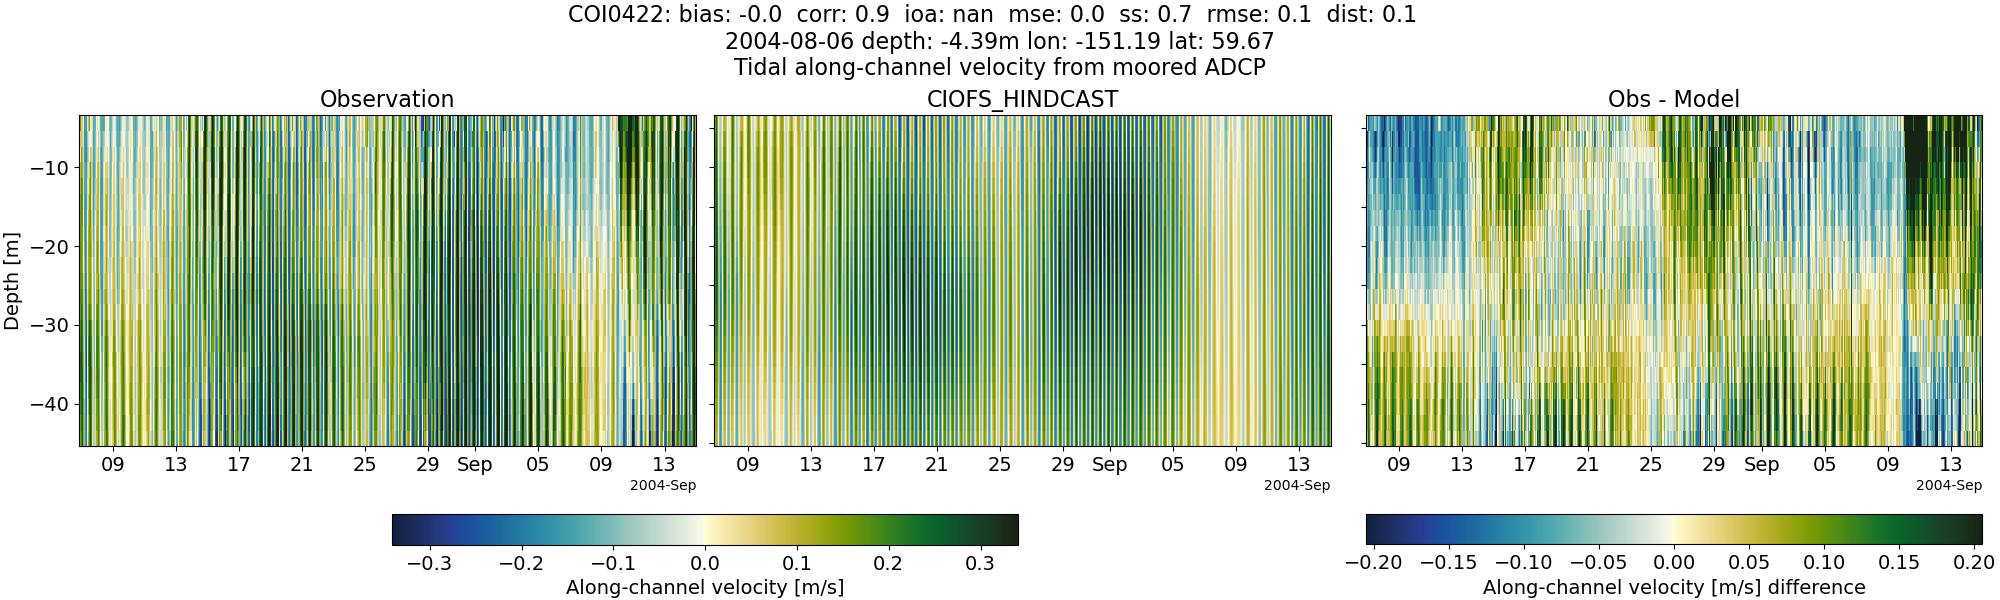 COI0422: bias: -0.0  corr: 0.9  ioa: nan  mse: 0.0  ss: 0.7  rmse: 0.1  dist: 0.1
2004-08-06 depth: -4.39m lon: -151.19 lat: 59.67
Tidal along-channel velocity from moored ADCP
Observation
CIOFS_HINDCAST
Obs - Model
Depth [m]
−10
−20
−30
−40
09 13 17 21 25 29 Sep 05 09 13
2004-Sep
09 13 17 21 25 29 Sep 05 09 13
2004-Sep
09 13 17 21 25 29 Sep 05 09 13
2004-Sep
−0.3 −0.2 −0.1 0.0 0.1 0.2 0.3
Along-channel velocity [m/s]
−0.20 −0.15 −0.10 −0.05 0.00 0.05 0.10 0.15 0.20
Along-channel velocity [m/s] difference